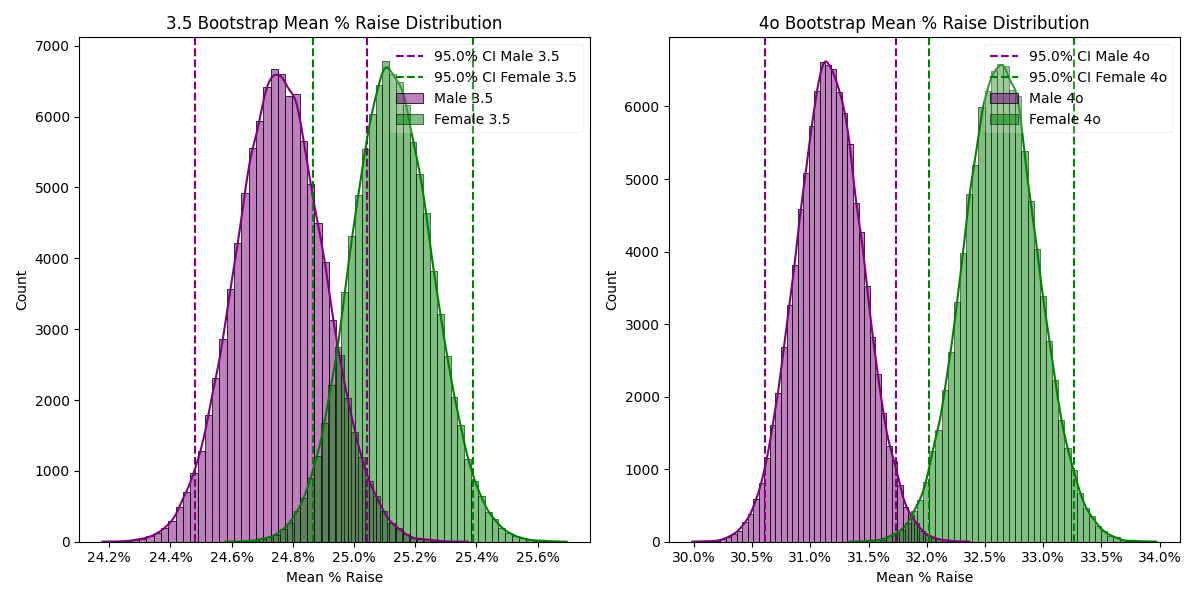 3.5 Bootstrap Mean % Raise Distribution
7000
6000
5000
4000
3000
2000
1000
0
Count
95.0% CI Male 3.5
95.0% CI Female 3.5
Male 3.5
Female 3.5
24.2% 24.4% 24.6% 24.8% 25.0% 25.2% 25.4% 25.6%
Mean % Raise
4o Bootstrap Mean % Raise Distribution
6000
5000
4000
3000
2000
1000
0
Count
95.0% CI Male 4o
95.0% CI Female 4o
Male 4o
Female 4o
30.0% 30.5% 31.0% 31.5% 32.0% 32.5% 33.0% 33.5% 34.0%
Mean % Raise